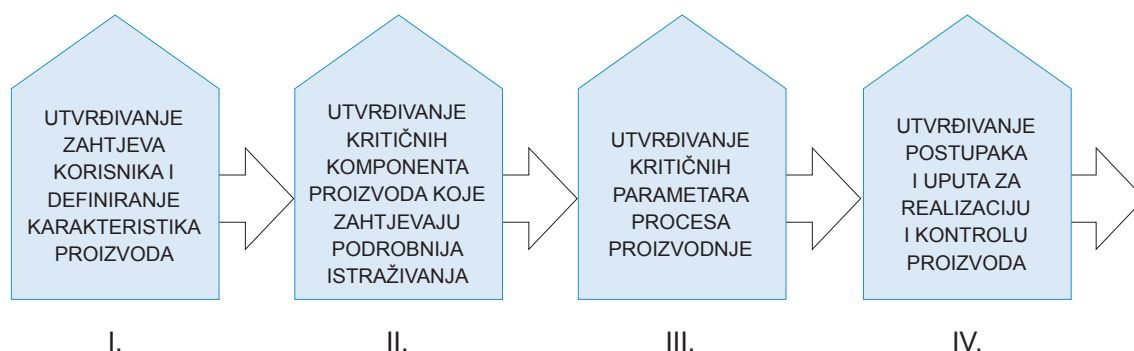 UTVRĐIVANJE
ZAHTJEVA
KORISNIKA I
DEFINIRANJE
KARAKTERISTIKA
PROIZVODA
UTVRĐIVANJE
KRITIČNIH
KOMPONENTA
PROIZVODA KOJE
ZAHTJEVAJU
PODROBNIJA
ISTRAŽIVANJA
UTVRĐIVANJE
KRITIČNIH
PARAMETARA
PROCESA
PROIZVODNJE
UTVRĐIVANJE
POSTUPAKA
I UPUTA ZA
REALIZACIJU
I KONTROLU
PROIZVODA
I.
II.
III.
IV.